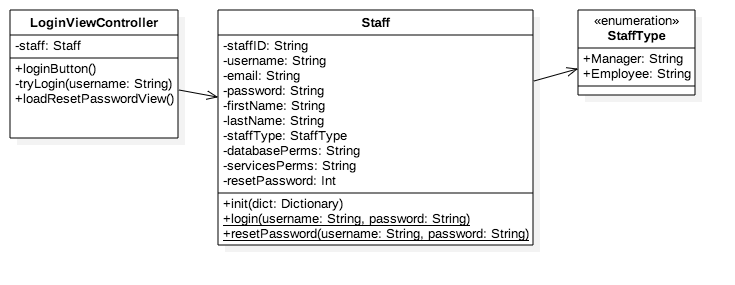 LoginViewController
-staff: Staff
+loginButton()
-tryLogin(username: String)
+loadResetPasswordView()
Staff
-staffID: String
-username: String
-email: String
-password: String
-firstName: String
-lastName: String
-staffType: StaffType
-databasePerms: String
-servicesPerms: String
-resetPassword: Int
+init(dict: Dictionary)
+login(username: String, password: String)
+resetPassword(username: String, password: String)
«enumeration»
StaffType
+Manager: String
+Employee: String